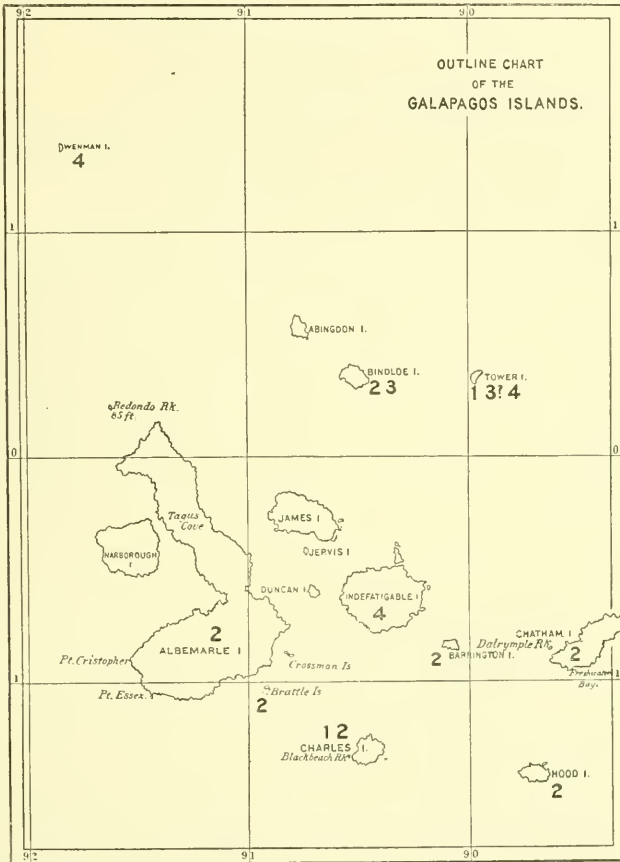 92 91 90
OUTLINE CHART
OF THE
GALAPAGOS ISLANDS.
WENMAN I.
4
1 1
ABINGDON I.
BINDLOE I.
2 3
TOWER I.
1 3? 4
Redondo Rk.
85 ft.
0 0
Tagus
Cove
JAMES I
NARBOROUGH
I
JERVIS I
DUNCAN I.
INDEFATIGABLE I
4
2
ALBEMARLE I
CHATHAM I
Dalrymple Rk
2
2
BARRINGTON I.
Pt. Cristopher
Crossman Is
Freshwater
Bay.
1 1
Pt. Essex.
Brattle Is
2
1 2
CHARLES I.
Blackbeach Rk
HOOD I.
2
92 91 90